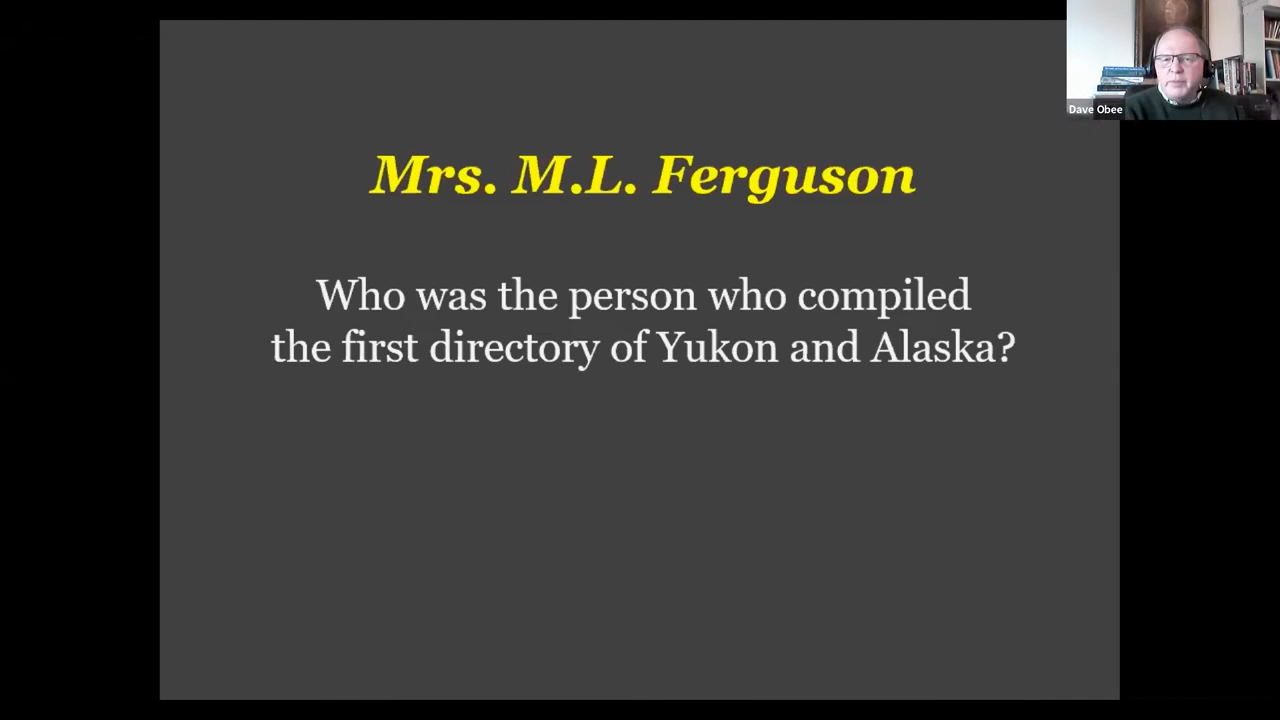 Mrs. M.L. Ferguson
Who was the person who compiled
the first directory of Yukon and Alaska?
Dave Obee